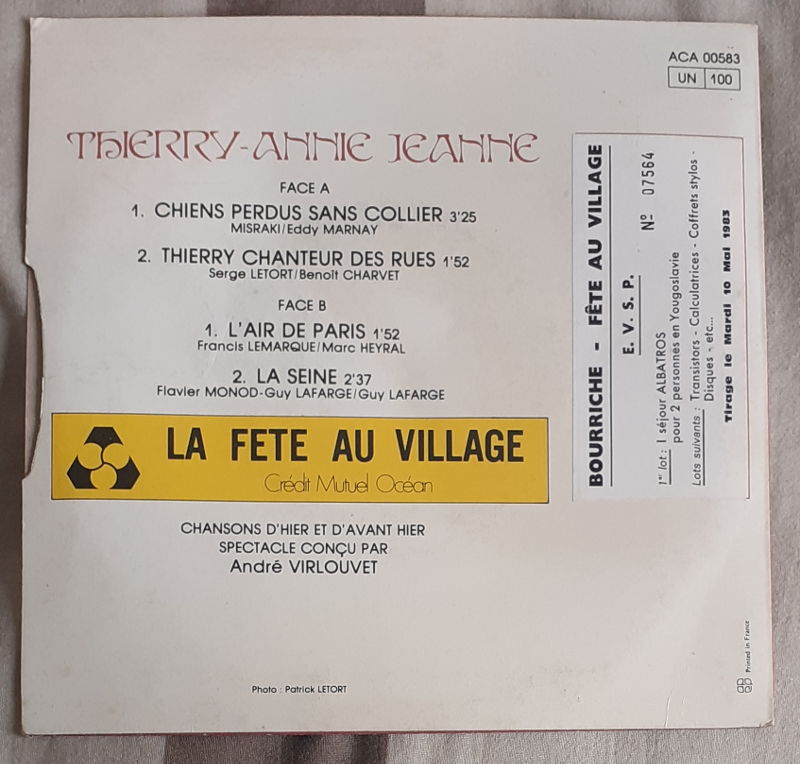 ACA 00583
UN 100
THIERRY-ANNIE JEANNE
FACE A
1. CHIENS PERDUS SANS COLLIER 3'25
MISRAKI/Eddy MARNAY
2. THIERRY CHANTEUR DES RUES 1'52
Serge LETORT/Benoît CHARVET
FACE B
1. L'AIR DE PARIS 1'52
Francis LEMARQUE/Marc HEYRAL
2. LA SEINE 2'37
Flavier MONOD-Guy LAFARGE/Guy LAFARGE
LA FETE AU VILLAGE
Crédit Mutuel Océan
CHANSONS D'HIER ET D'AVANT HIER
SPECTACLE CONÇU PAR
André VIRLOUVET
Photo : Patrick LETORT
BOURRICHE - FÊTE AU VILLAGE
E. V. S. P.
Nº 07564
1er lot : 1 séjour ALBATROS
pour 2 personnes en Yougoslavie
Lots suivants : Transistors - Calculatrices - Coffrets stylos -
Disques - etc...
Tirage le Mardi 10 Mai 1983
Printed in France